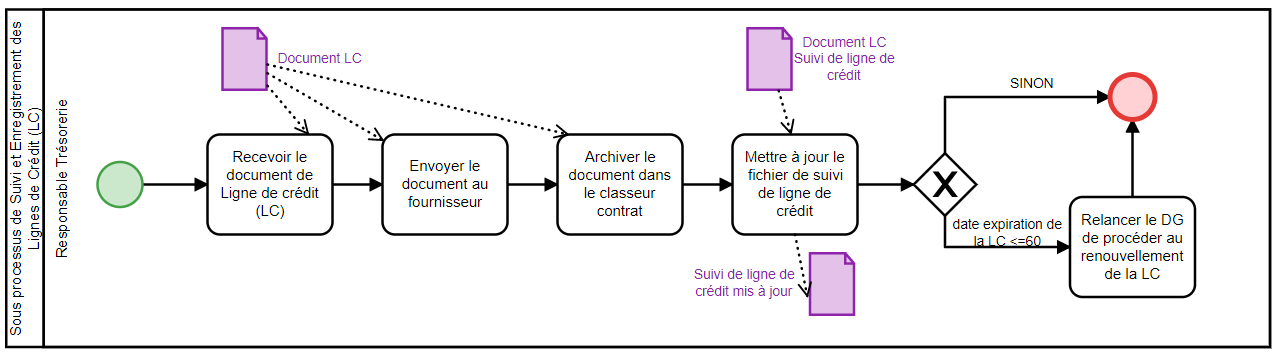 Sous processus de Suivi et Enregistrement des
Lignes de Crédit (LC)
Responsable Trésorerie
Document LC
Document LC
Suivi de ligne de
crédit
Recevoir le
document de
Ligne de crédit
(LC)
Envoyer le
document au
fournisseur
Archiver le
document dans
le classeur
contrat
Mettre à jour le
fichier de suivi
de ligne de
crédit
Suivi de ligne de
crédit mis à jour
X
SINON
date expiration de
la LC <=60
Relancer le DG
de procéder au
renouvellement
de la LC